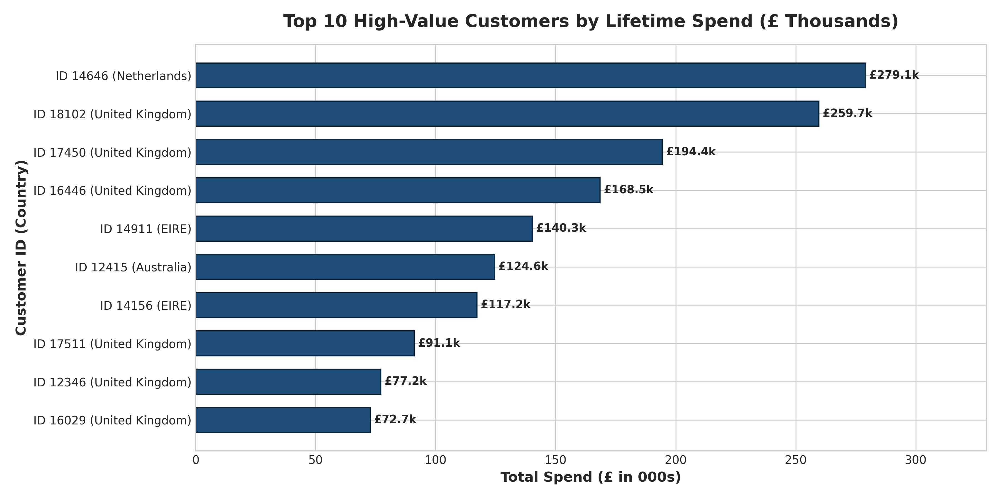 Top 10 High-Value Customers by Lifetime Spend (£ Thousands)
Customer ID (Country)
ID 14646 (Netherlands) £279.1k
ID 18102 (United Kingdom) £259.7k
ID 17450 (United Kingdom) £194.4k
ID 16446 (United Kingdom) £168.5k
ID 14911 (EIRE) £140.3k
ID 12415 (Australia) £124.6k
ID 14156 (EIRE) £117.2k
ID 17511 (United Kingdom) £91.1k
ID 12346 (United Kingdom) £77.2k
ID 16029 (United Kingdom) £72.7k
0 50 100 150 200 250 300
Total Spend (£ in 000s)